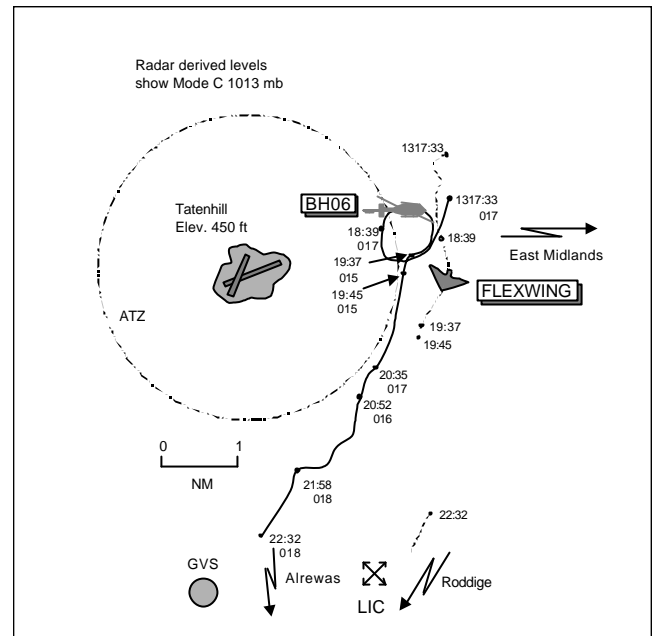 Radar derived levels
show Mode C 1013 mb
1317:33
BH06
1317:33
017
Tatenhill
Elev. 450 ft
18:39
017
18:39
East Midlands
19:37
015
FLEXWING
19:45
015
ATZ
19:37
19:45
20:35
017
20:52
016
0 1
NM
21:58
018
22:32
22:32
018
GVS
Alrewas
LIC
Roddige